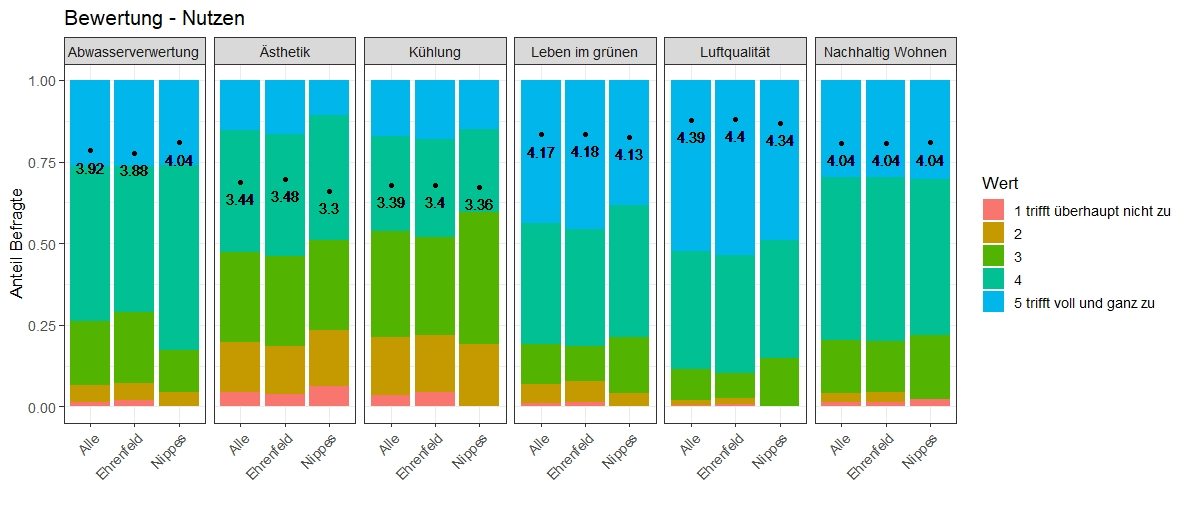 Bewertung - Nutzen
Abwasserverwertung Ästhetik Kühlung Leben im grünen Luftqualität Nachhaltig Wohnen
Anteil Befragte
1.00
0.75
0.50
0.25
0.00
3.92 3.88 4.04
3.44 3.48 3.3
3.39 3.4 3.36
4.17 4.18 4.13
4.39 4.4 4.34
4.04 4.04 4.04
Alle Ehrenfeld Nippes
Alle Ehrenfeld Nippes
Alle Ehrenfeld Nippes
Alle Ehrenfeld Nippes
Alle Ehrenfeld Nippes
Alle Ehrenfeld Nippes
Wert
1 trifft überhaupt nicht zu
2
3
4
5 trifft voll und ganz zu